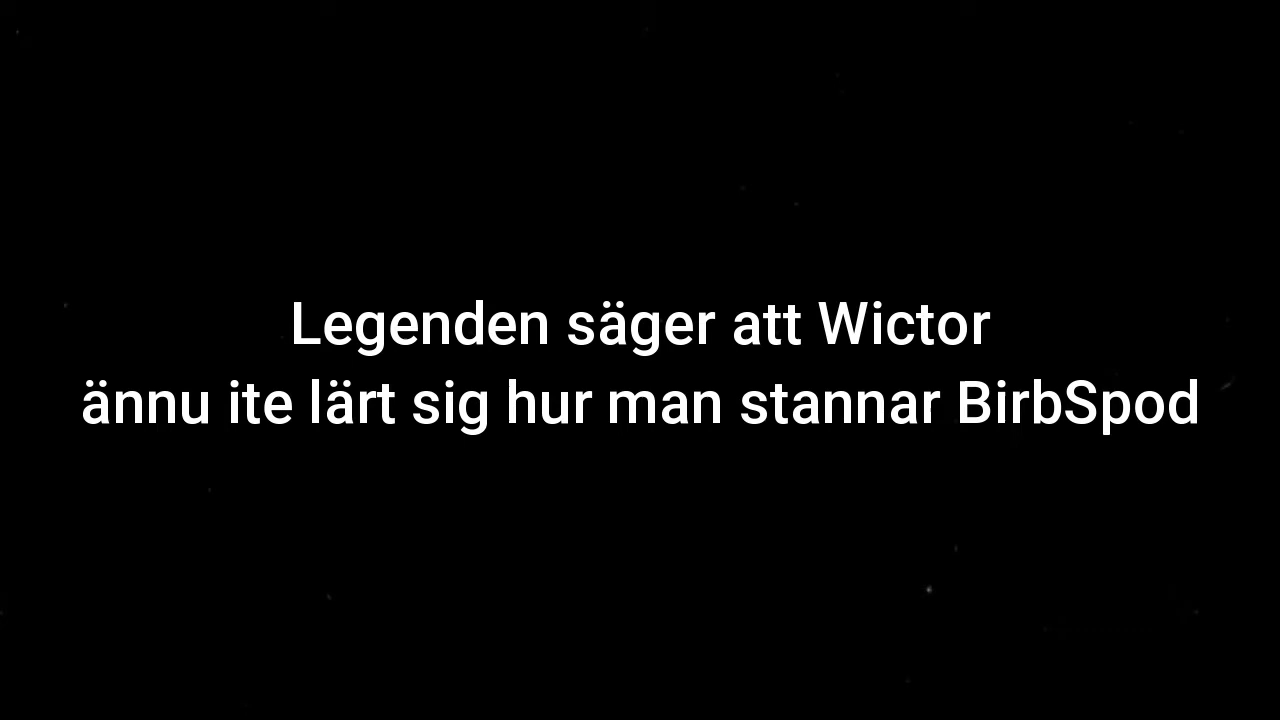 Legenden säger att Wictor
ännu ite lärt sig hur man stannar BirbSpod